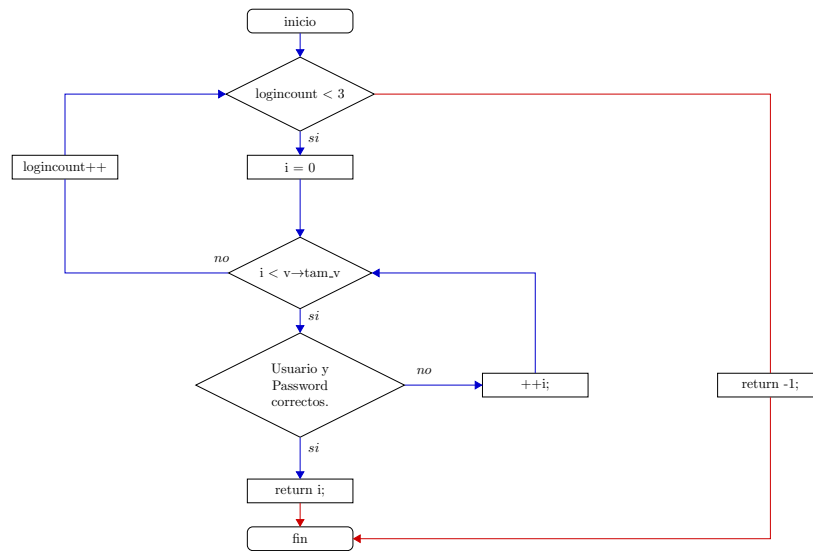 inicio
logincount < 3
si
logincount++
i = 0
no
i < v→tam_v
si
Usuario y
Password
correctos.
no
++i;
return -1;
si
return i;
fin